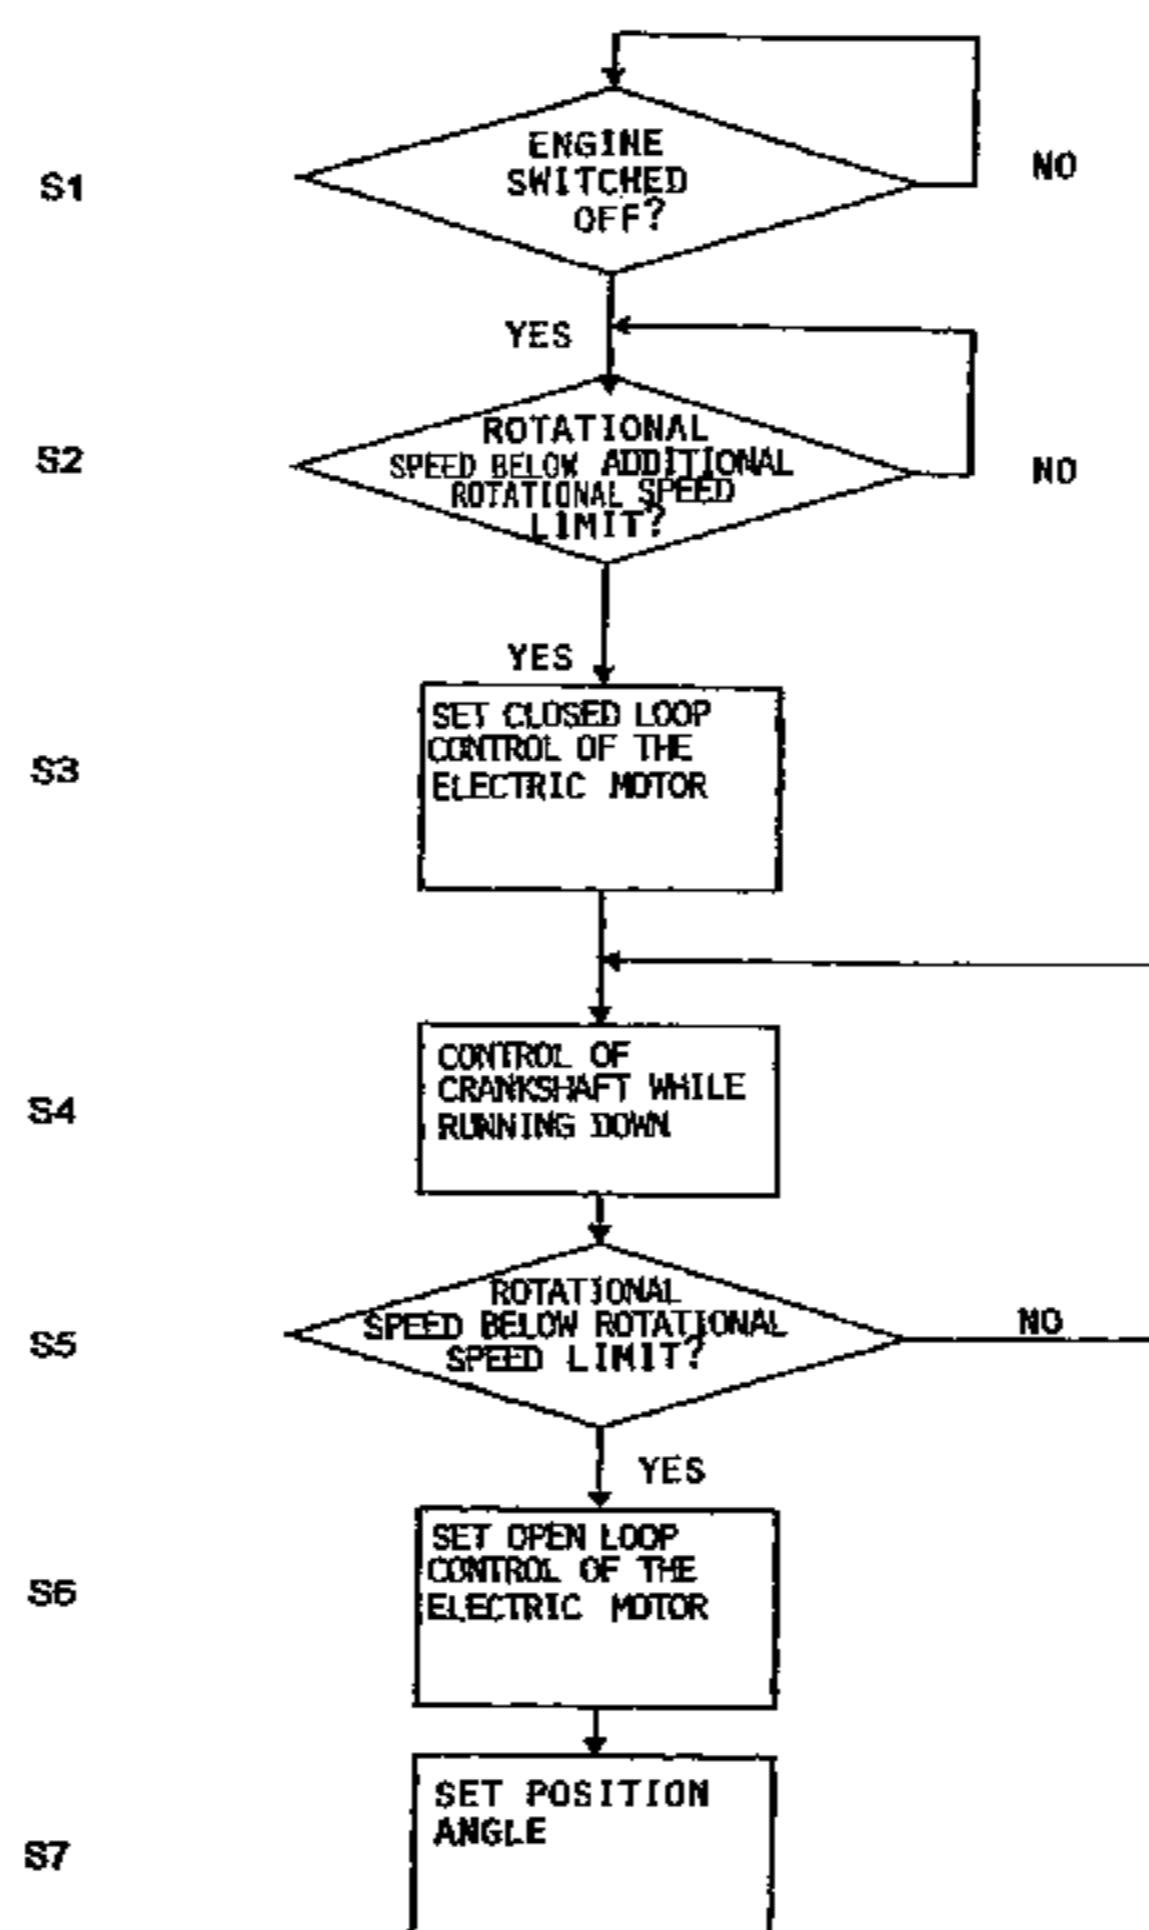 S1
ENGINE
SWITCHED
OFF?
NO
YES
S2
ROTATIONAL
SPEED BELOW ADDITIONAL
ROTATIONAL SPEED
LIMIT?
NO
YES
S3
SET CLOSED LOOP
CONTROL OF THE
ELECTRIC MOTOR
S4
CONTROL OF
CRANKSHAFT WHILE
RUNNING DOWN
S5
ROTATIONAL
SPEED BELOW ROTATIONAL
SPEED LIMIT?
NO
YES
S6
SET OPEN LOOP
CONTROL OF THE
ELECTRIC MOTOR
S7
SET POSITION
ANGLE